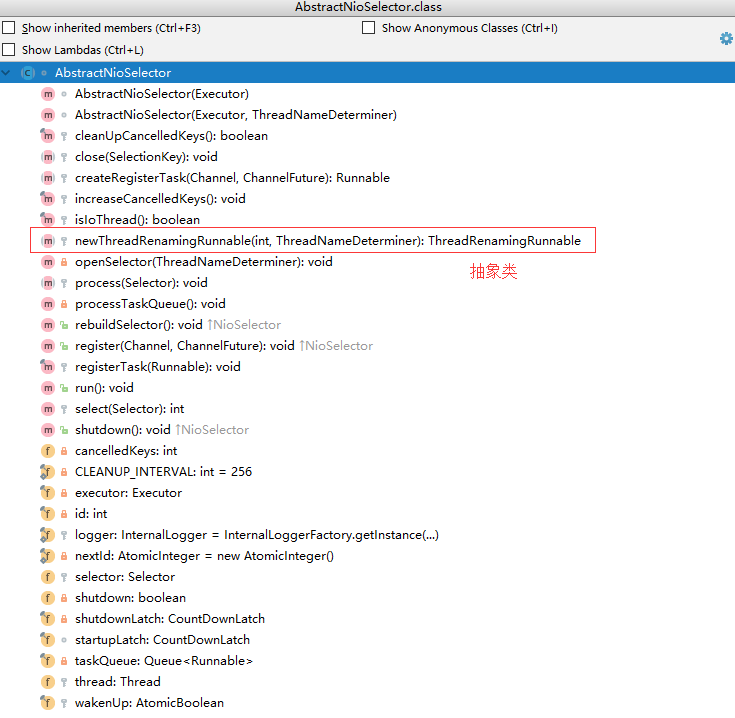 AbstractNioSelector.class
Show inherited members (Ctrl+F3)
Show Anonymous Classes (Ctrl+I)
Show Lambdas (Ctrl+L)
AbstractNioSelector
AbstractNioSelector(Executor)
AbstractNioSelector(Executor, ThreadNameDeterminer)
cleanUpCancelledKeys(): boolean
close(SelectionKey): void
createRegisterTask(Channel, ChannelFuture): Runnable
increaseCancelledKeys(): void
isIoThread(): boolean
newThreadRenamingRunnable(int, ThreadNameDeterminer): ThreadRenamingRunnable
openSelector(ThreadNameDeterminer): void
抽象类
process(Selector): void
processTaskQueue(): void
rebuildSelector(): void ↑NioSelector
register(Channel, ChannelFuture): void ↑NioSelector
registerTask(Runnable): void
run(): void
select(Selector): int
shutdown(): void ↑NioSelector
cancelledKeys: int
CLEANUP_INTERVAL: int = 256
executor: Executor
id: int
logger: InternalLogger = InternalLoggerFactory.getInstance(...)
nextId: AtomicInteger = new AtomicInteger()
selector: Selector
shutdown: boolean
shutdownLatch: CountDownLatch
startupLatch: CountDownLatch
taskQueue: Queue<Runnable>
thread: Thread
wakenUp: AtomicBoolean